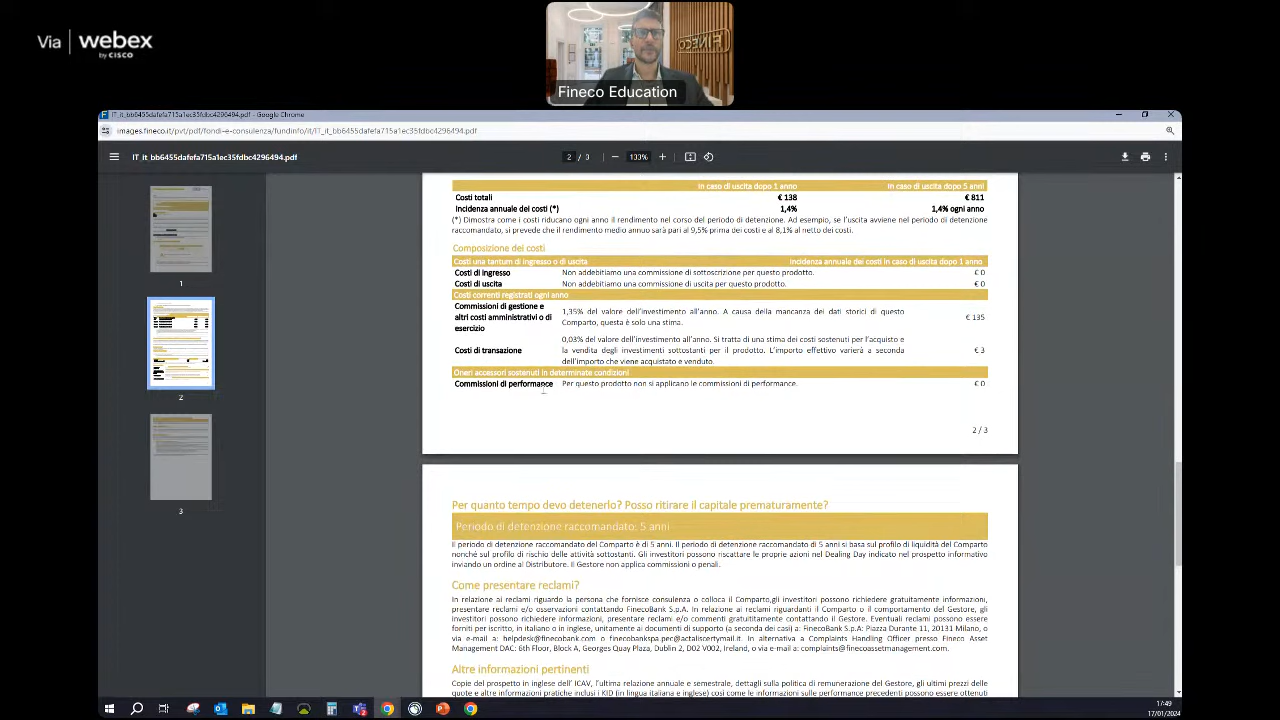 Via webex
by CISCO
FINECO
Fineco Education
IT_it_bb6455dafefa715a1ec35fdbc4296494.pdf - Google Chrome
images.fineco.it/pvt/pdf/fondi-e-consulenza/fundinfo/it/IT_it_bb6455dafefa715a1ec35fdbc4296494.pdf
IT_it_bb6455dafefa715a1ec35fdbc4296494.pdf
2 / 3
100%
1
2
3
In caso di uscita dopo 1 anno In caso di uscita dopo 5 anni
Costi totali € 138 € 811
Incidenza annuale dei costi (*) 1,4% 1,4% ogni anno
(*) Dimostra come i costi riducano ogni anno il rendimento nel corso del periodo di detenzione. Ad esempio, se l'uscita avviene nel periodo di detenzione
raccomandato, si prevede che il rendimento medio annuo sarà pari al 9,5% prima dei costi e al 8,1% al netto dei costi.
Composizione dei costi
Costi una tantum di ingresso o di uscita Incidenza annuale dei costi in caso di uscita dopo 1 anno
Costi di ingresso Non addebitiamo una commissione di sottoscrizione per questo prodotto. € 0
Costi di uscita Non addebitiamo una commissione di uscita per questo prodotto. € 0
Costi correnti registrati ogni anno
Commissioni di gestione e
altri costi amministrativi o di
esercizio
1,35% del valore dell'investimento all'anno. A causa della mancanza dei dati storici di questo
Comparto, questa è solo una stima.
€ 135
Costi di transazione
0,03% del valore dell'investimento all'anno. Si tratta di una stima dei costi sostenuti per l'acquisto e
la vendita degli investimenti sottostanti per il prodotto. L'importo effettivo varierà a seconda
dell'importo che viene acquistato e venduto.
€ 3
Oneri accessori sostenuti in determinate condizioni
Commissioni di performance Per questo prodotto non si applicano le commissioni di performance. € 0
2 / 3
Per quanto tempo devo detenerlo? Posso ritirare il capitale prematuramente?
Periodo di detenzione raccomandato: 5 anni
Il periodo di detenzione raccomandato del Comparto è di 5 anni. Il periodo di detenzione raccomandato di 5 anni si basa sul profilo di liquidità del Comparto
nonché sul profilo di rischio delle attività sottostanti. Gli investitori possono riscattare le proprie azioni nel Dealing Day indicato nel prospetto informativo
inviando un ordine al Distributore. Il Gestore non applica commissioni o penali.
Come presentare reclami?
In relazione ai reclami riguardo la persona che fornisce consulenza o colloca il Comparto,gli investitori possono richiedere gratuitamente informazioni,
presentare reclami e/o osservazioni contattando FinecoBank S.p.A. In relazione ai reclami riguardanti il Comparto o il comportamento del Gestore, gli
investitori possono richiedere informazioni, presentare reclami e/o commenti gratuitamente contattando il Gestore. Eventuali reclami possono essere
forniti per iscritto, in italiano o in inglese, unitamente ai documenti di supporto (a seconda dei casi) a: FinecoBank S.p.A: Piazza Durante 11, 20131 Milano, o
via e-mail a: helpdesk@finecobank.com o finecobankspa.pec@actaliscertymail.it. In alternativa a Complaints Handling Officer presso Fineco Asset
Management DAC: 6th Floor, Block A, Georges Quay Plaza, Dublin 2, D02 V002, Ireland, o via e-mail a: complaints@finecoassetmanagement.com.
Altre informazioni pertinenti
Copie del prospetto in inglese dell' ICAV, l'ultima relazione annuale e semestrale, dettagli sulla politica di remunerazione del Gestore, gli ultimi prezzi delle
quote e altre informazioni pratiche inclusi i KID (in lingua italiana e inglese) così come le informazioni sulle performance precedenti possono essere ottenuti
17:49
17/01/2024